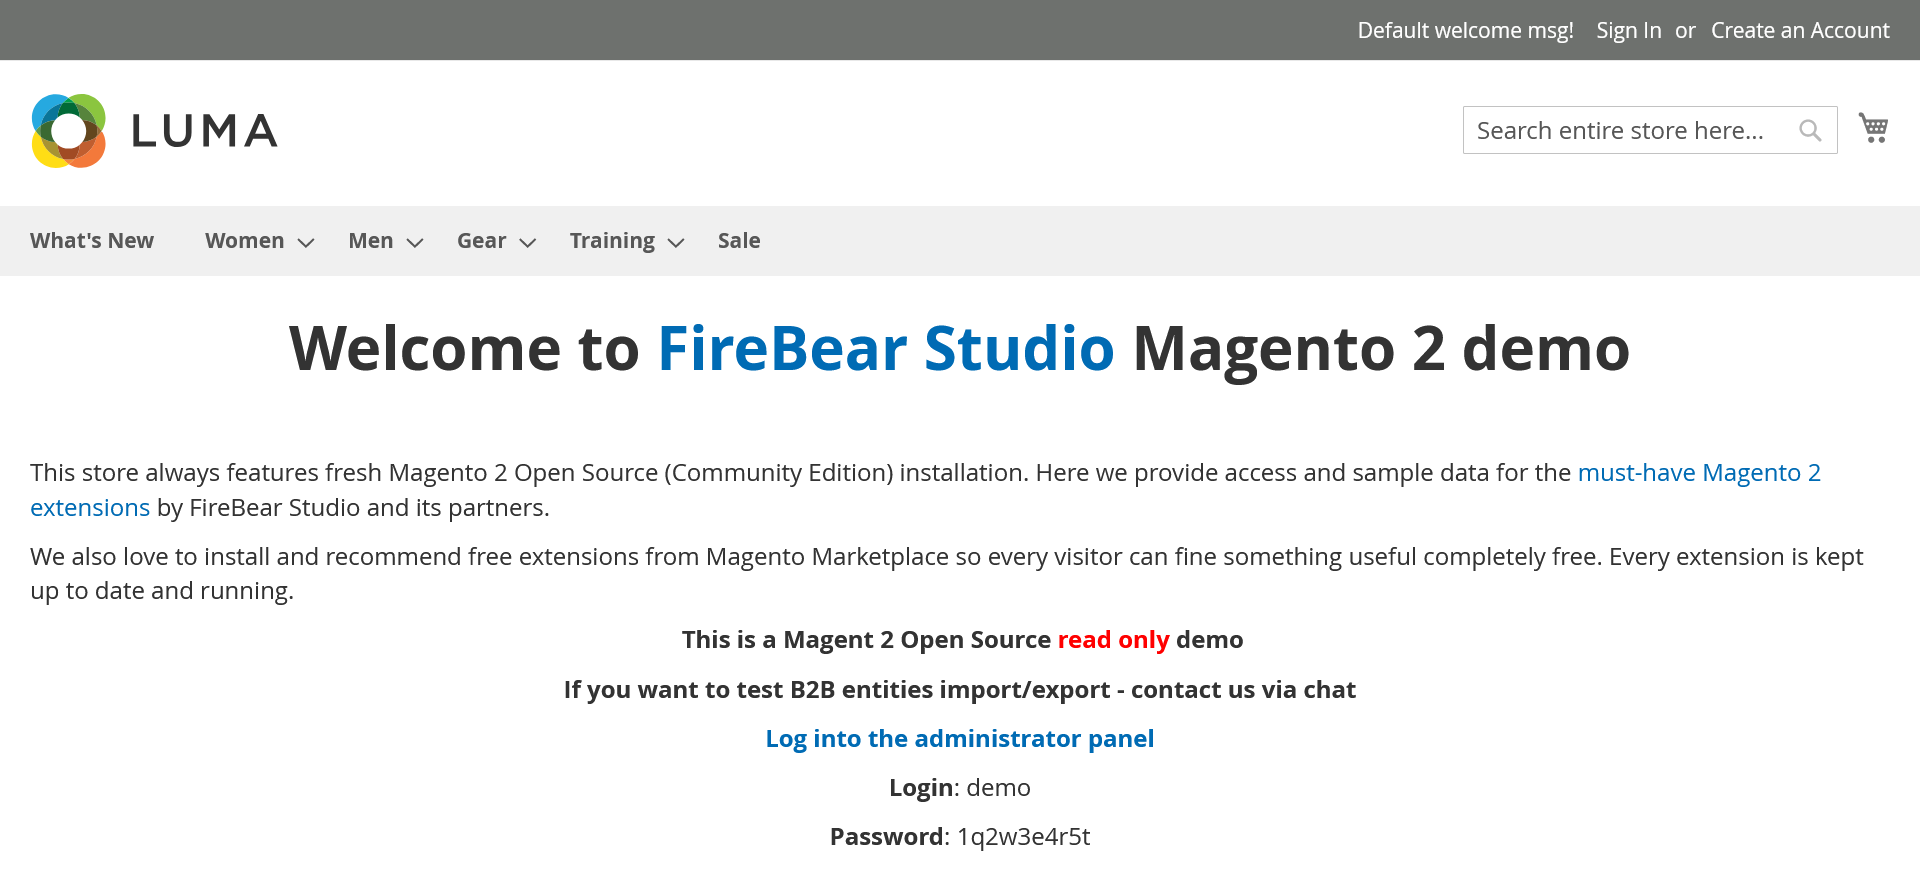 Default welcome msg! Sign In or Create an Account
LUMA
Search entire store here...
What's New Women Men Gear Training Sale
Welcome to FireBear Studio Magento 2 demo
This store always features fresh Magento 2 Open Source (Community Edition) installation. Here we provide access and sample data for the must-have Magento 2
extensions by FireBear Studio and its partners.
We also love to install and recommend free extensions from Magento Marketplace so every visitor can fine something useful completely free. Every extension is kept
up to date and running.
This is a Magent 2 Open Source read only demo
If you want to test B2B entities import/export - contact us via chat
Log into the administrator panel
Login: demo
Password: 1q2w3e4r5t